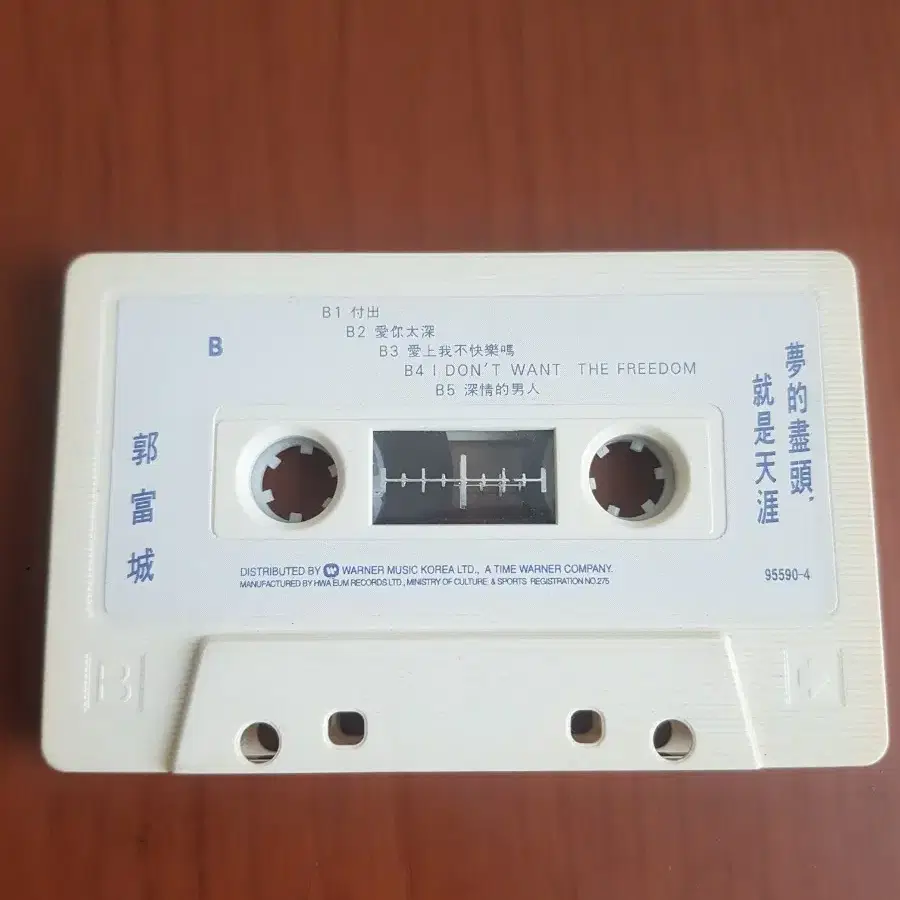 B1 付出
B2 愛你太深
B3 愛上我不快樂嗎
B4 I DON'T WANT THE FREEDOM
B5 深情的男人
B
郭富城
夢的盡頭,
就是天涯
DISTRIBUTED BY W WARNER MUSIC KOREA LTD., A TIME WARNER COMPANY.
MANUFACTURED BY HWA EUM RECORDS LTD., MINISTRY OF CULTURE & SPORTS REGISTRATION NO.275
95590-4
B